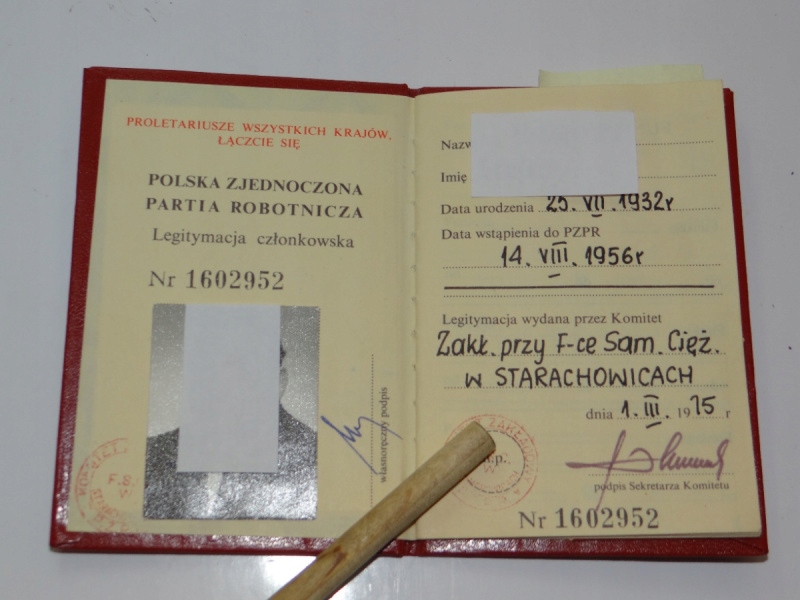 PROLETARIUSZE WSZYSTKICH KRAJÓW,
ŁĄCZCIE SIĘ
POLSKA ZJEDNOCZONA
PARTIA ROBOTNICZA
Legitymacja członkowska
Nr 1602952
własnoręczny podpis
Imię
Data urodzenia 25. VII. 1932r
Data wstąpienia do PZPR
14. VIII. 1956r
Legitymacja wydana przez Komitet
Zakł. przy F-ce Sam. Cięż.
w STARACHOWICACH
dnia 1. III. 1975 r
podpis Sekretarza Komitetu
Nr 1602952